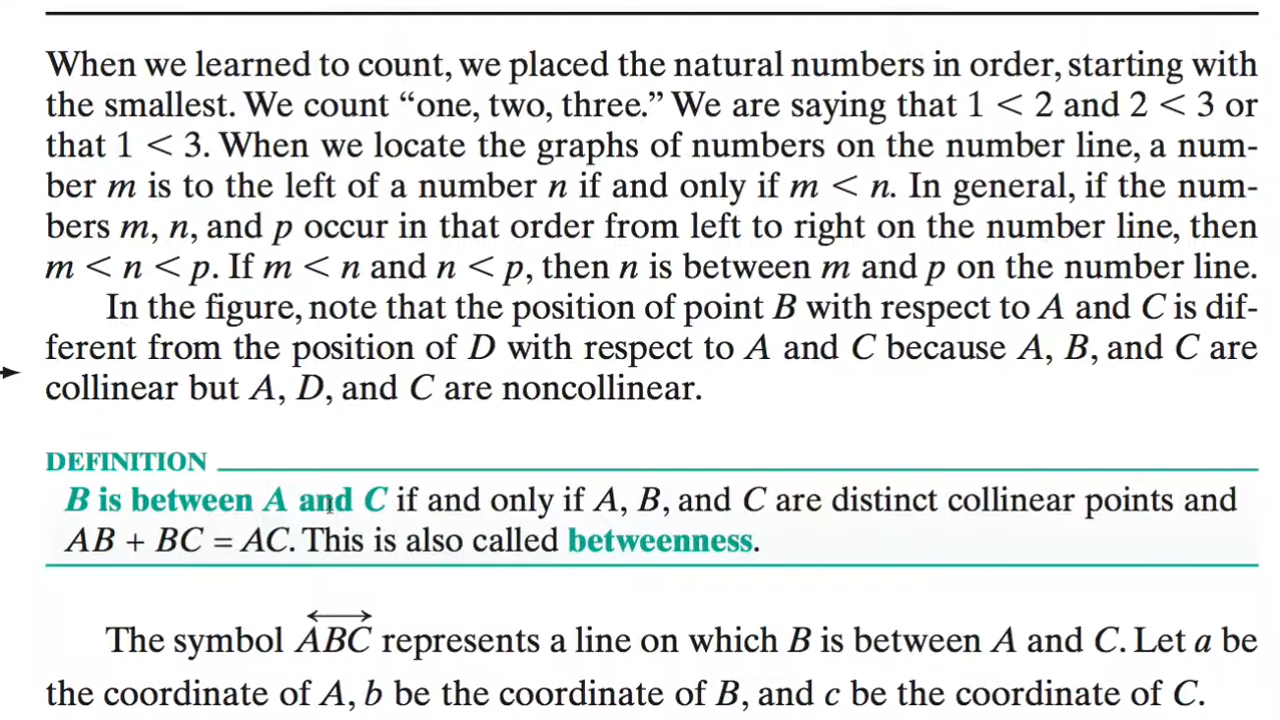 When we learned to count, we placed the natural numbers in order, starting with
the smallest. We count “one, two, three.” We are saying that 1 < 2 and 2 < 3 or
that 1 < 3. When we locate the graphs of numbers on the number line, a num-
ber m is to the left of a number n if and only if m < n. In general, if the num-
bers m, n, and p occur in that order from left to right on the number line, then
m < n < p. If m < n and n < p, then n is between m and p on the number line.
In the figure, note that the position of point B with respect to A and C is dif-
ferent from the position of D with respect to A and C because A, B, and C are
collinear but A, D, and C are noncollinear.
DEFINITION
B is between A and C if and only if A, B, and C are distinct collinear points and
AB + BC = AC. This is also called betweenness.
The symbol ABC represents a line on which B is between A and C. Let a be
the coordinate of A, b be the coordinate of B, and c be the coordinate of C.